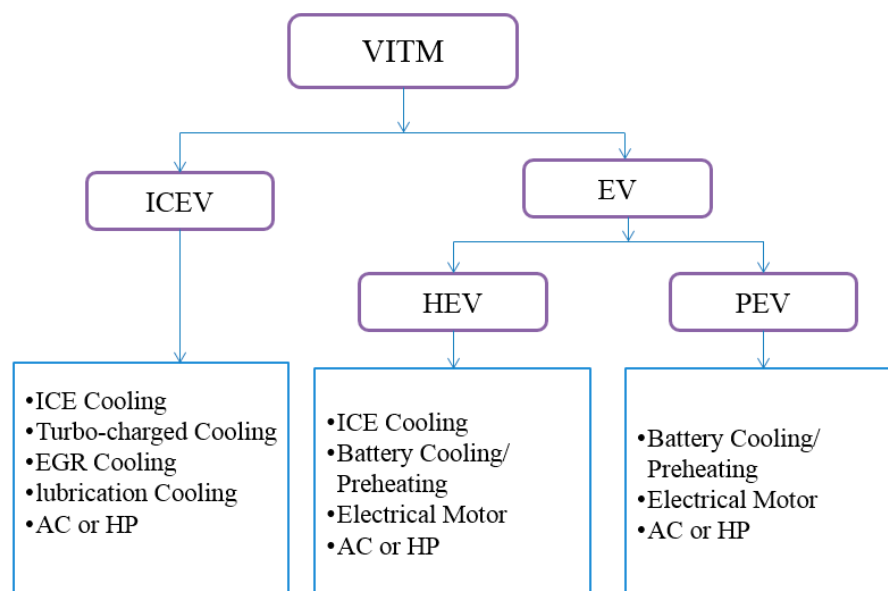 VITM
ICEV
EV
HEV
PEV
•ICE Cooling
•Turbo-charged Cooling
•EGR Cooling
•lubrication Cooling
•AC or HP
•ICE Cooling
•Battery Cooling/
Preheating
•Electrical Motor
•AC or HP
•Battery Cooling/
Preheating
•Electrical Motor
•AC or HP